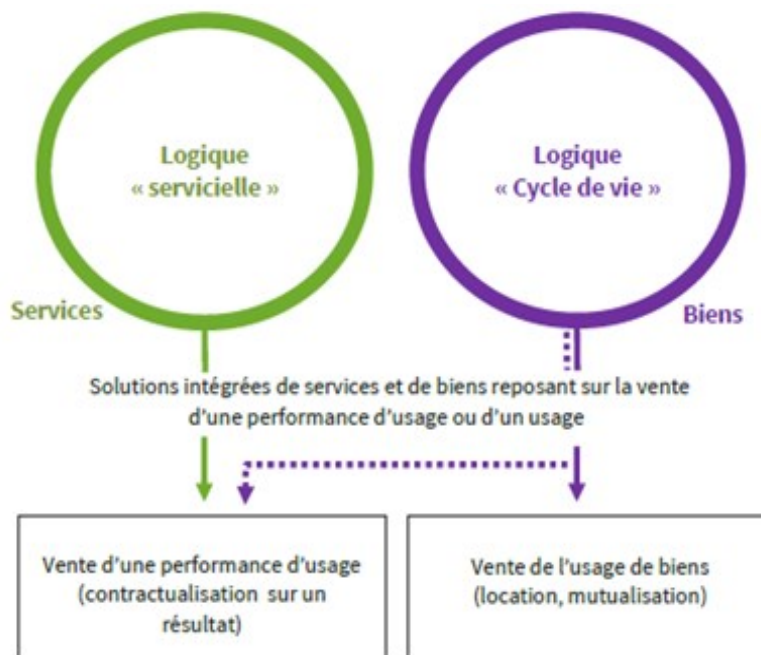 Logique
« servicielle »
Logique
« Cycle de vie »
Services
Biens
Solutions intégrées de services et de biens reposant sur la vente
d'une performance d'usage ou d'un usage
Vente d'une performance d'usage
(contractualisation sur un
résultat)
Vente de l'usage de biens
(location, mutualisation)